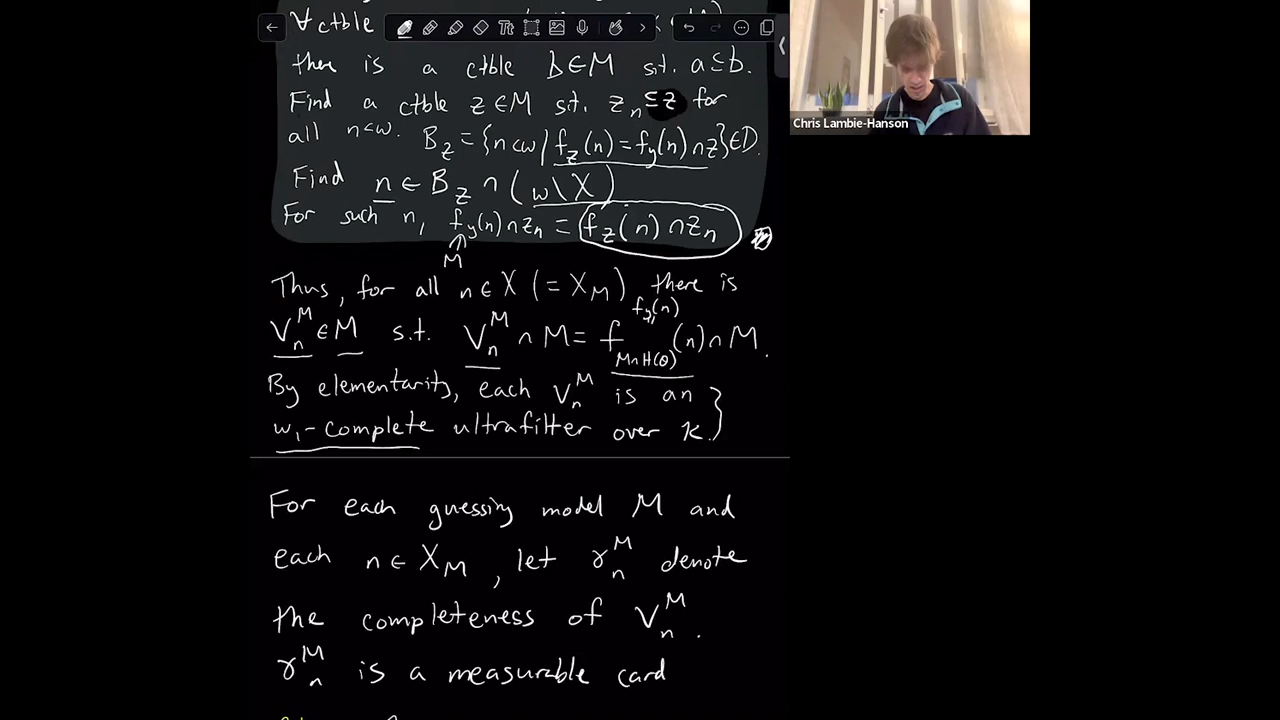 ∀ctble
there is a ctble b∈M s.t. a⊆b.
Find a ctble z∈M s.t. z_n ⊆ z for
all n<ω. B_z = {n<ω | f_z(n) = f_y(n)∩z}∈D.
Find n ∈ B_z ∩ (ω\X)
For such n, f_y(n)∩z_n = f_z(n)∩z_n
M
Thus, for all n∈X (= X_M) there is
f_y(n)
V_n^M ∈ M s.t. V_n^M ∩ M = f_{M∩H(θ)}(n)∩M.
By elementarity, each V_n^M is an
ω₁-complete ultrafilter over κ.
For each guessing model M and
each n ∈ X_M, let γ_n^M denote
the completeness of V_n^M.
γ_n^M is a measurable card
Chris Lambie-Hanson